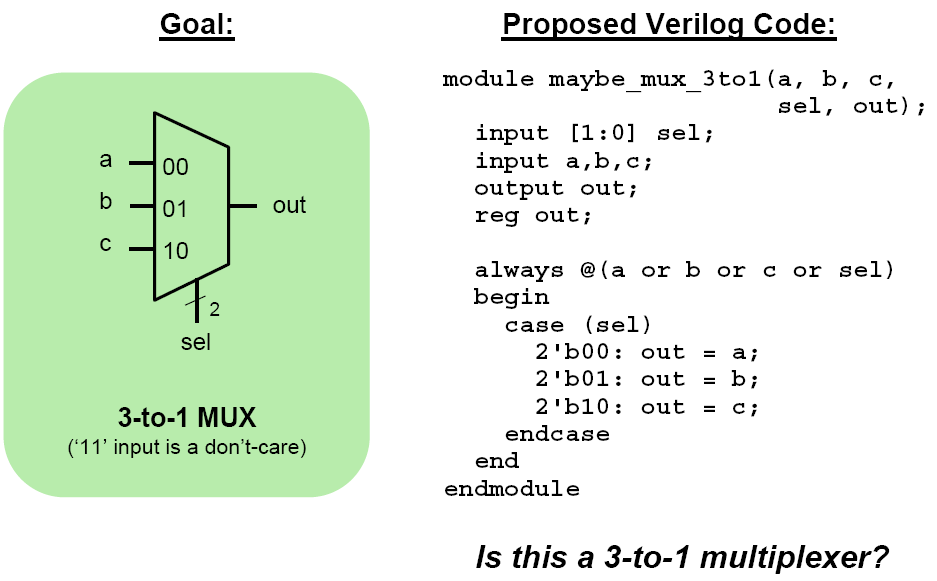 Goal:
a
00
b
01
out
c
10
2
sel
3-to-1 MUX
(‘11’ input is a don’t-care)
Proposed Verilog Code:
module maybe_mux_3to1(a, b, c,
sel, out);
input [1:0] sel;
input a,b,c;
output out;
reg out;
always @(a or b or c or sel)
begin
case (sel)
2'b00: out = a;
2'b01: out = b;
2'b10: out = c;
endcase
end
endmodule
Is this a 3-to-1 multiplexer?